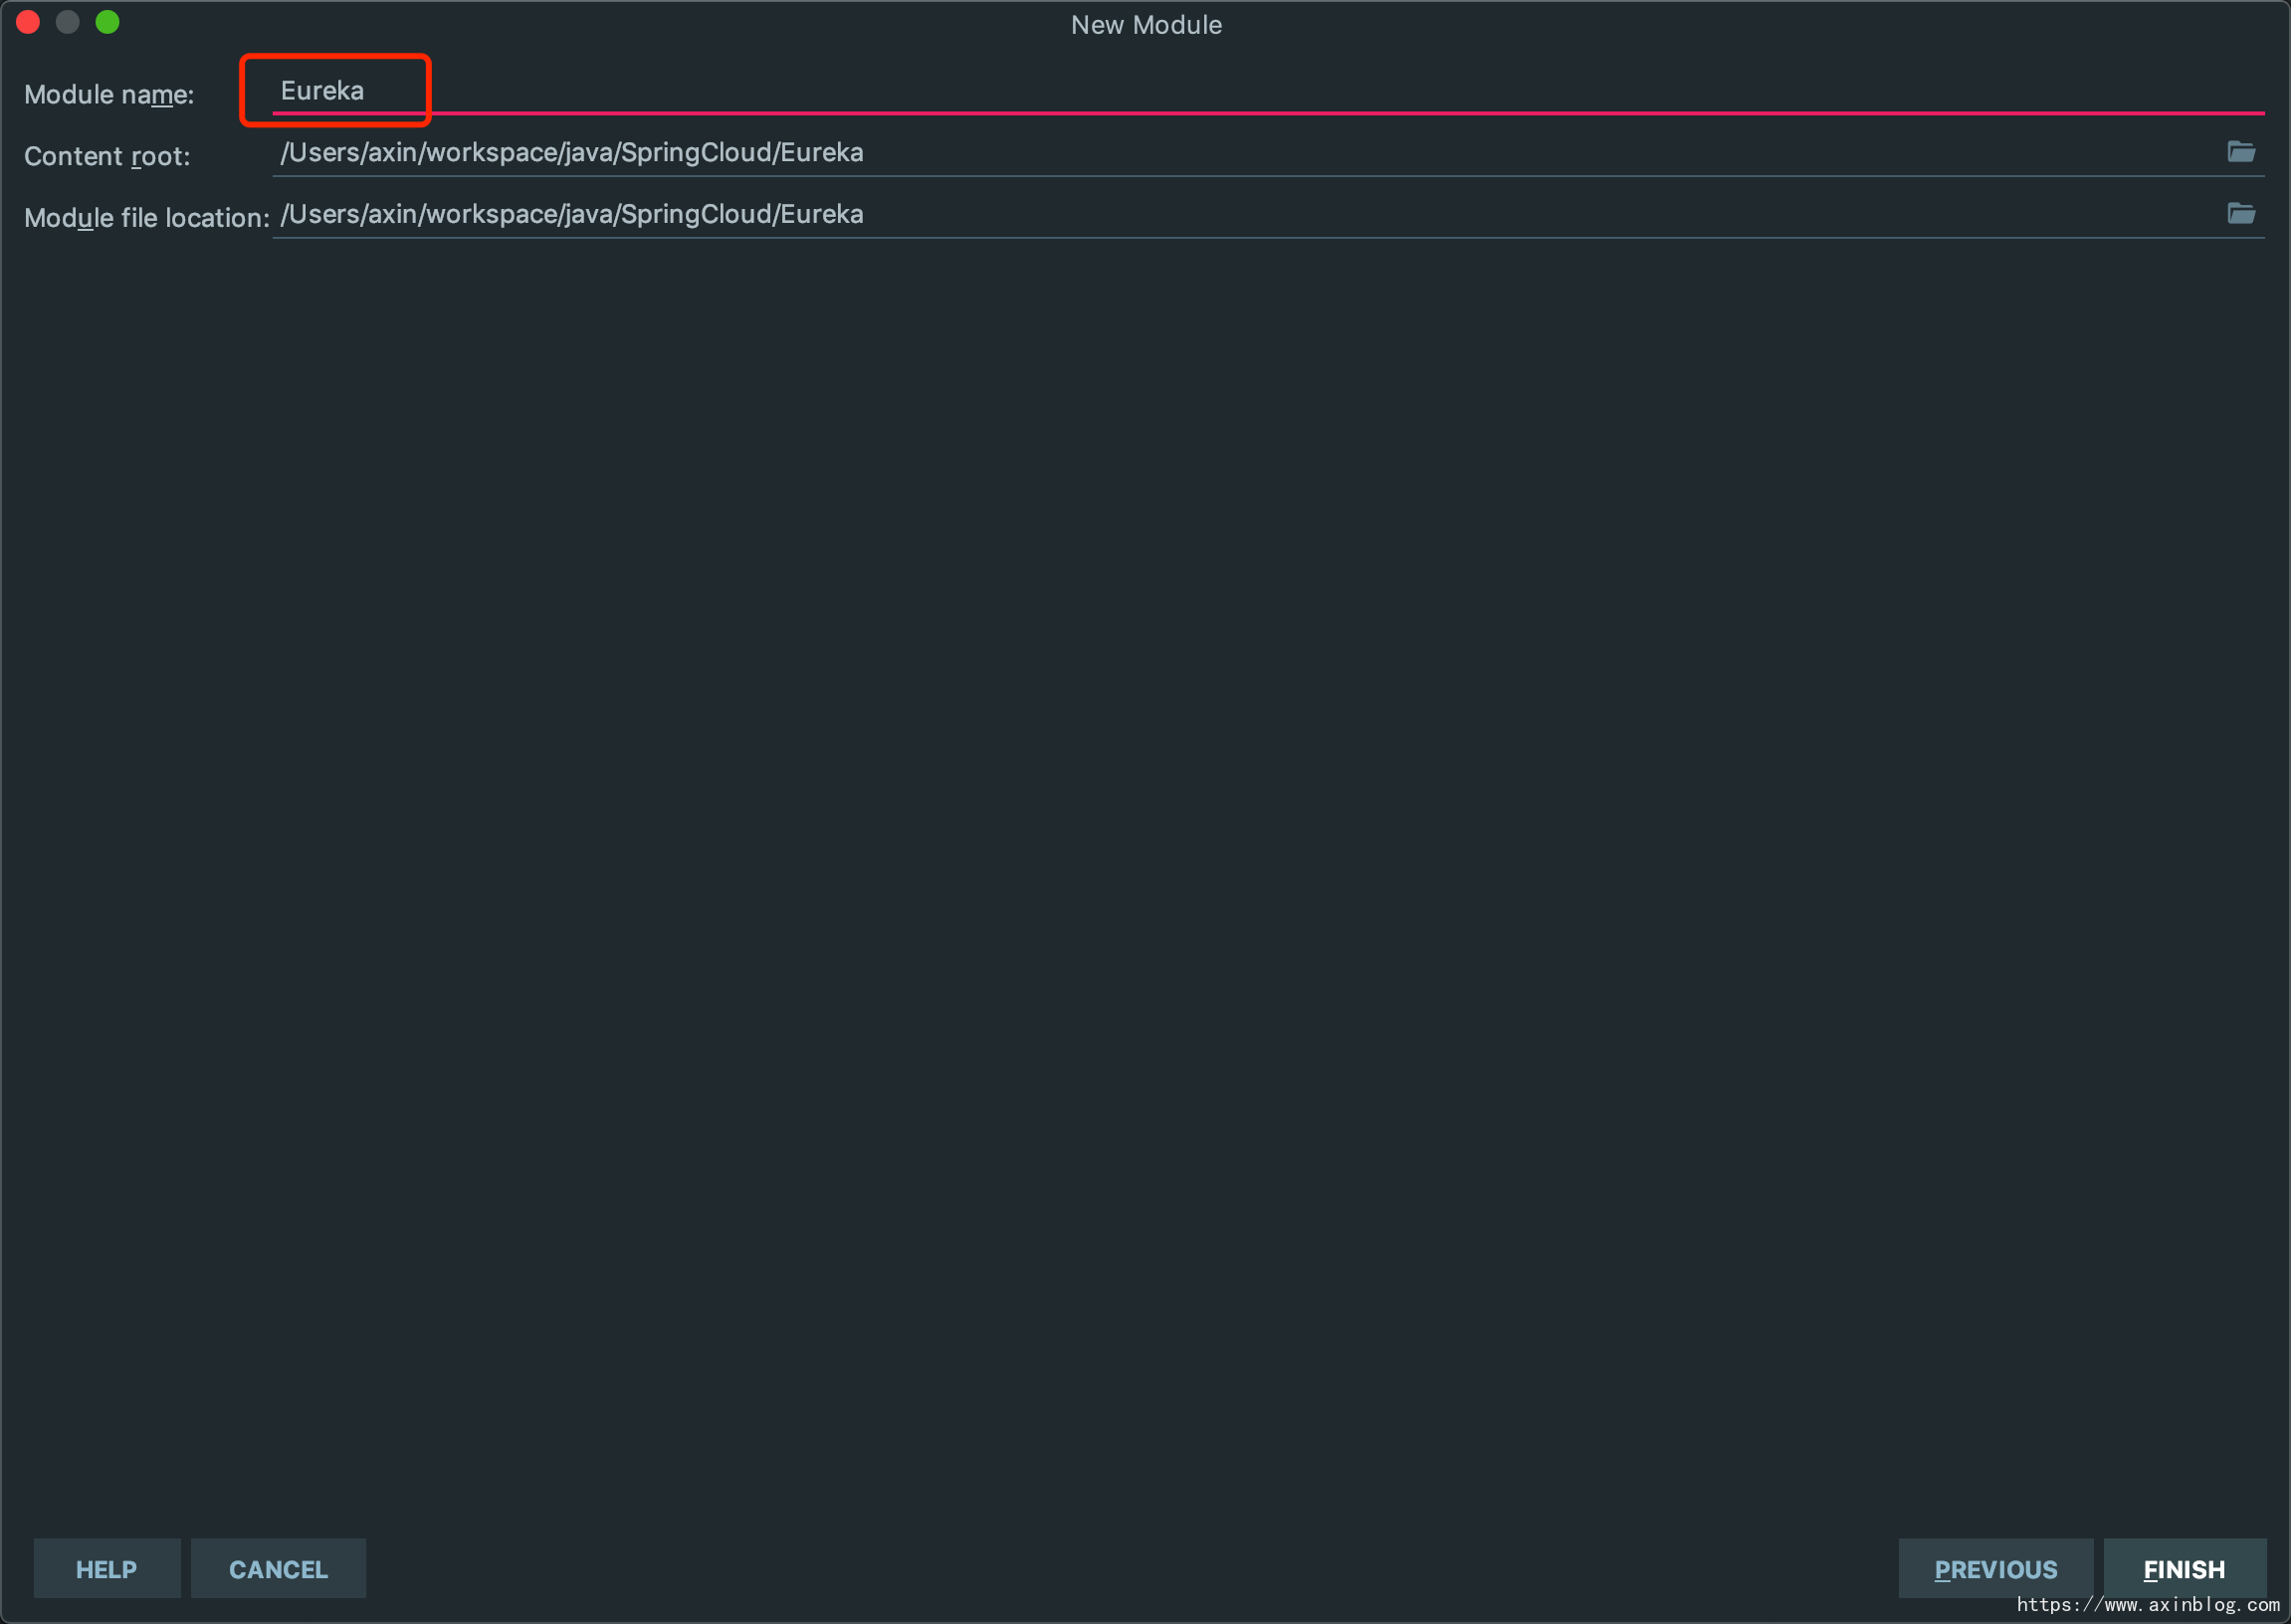 New Module
Module name: Eureka
Content root: /Users/axin/workspace/java/SpringCloud/Eureka
Module file location: /Users/axin/workspace/java/SpringCloud/Eureka
HELP CANCEL PREVIOUS FINISH
https://www.axinblog.com